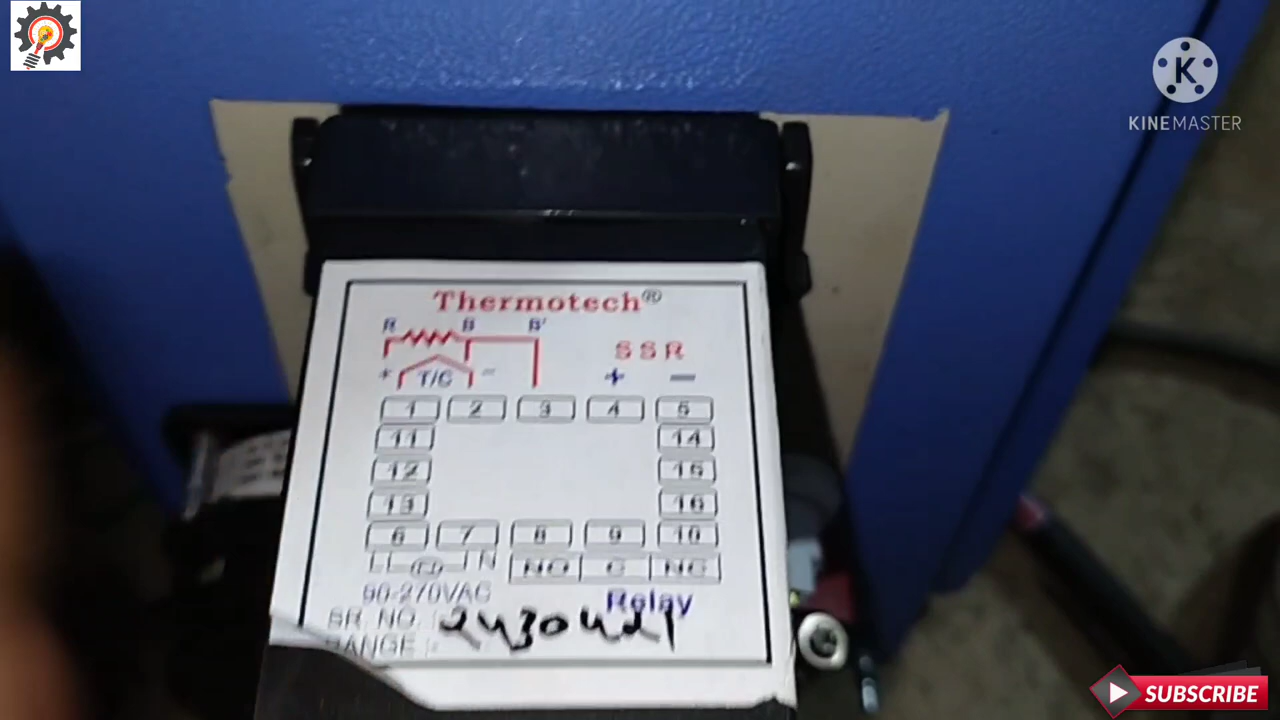 KINEMASTER
Thermotech®
R B B'
SSR
+ T/C - + -
1 2 3 4 5
11 14
12 15
13 16
6 7 8 9 10
L N NO C NC
90-270VAC Relay
SR. NO. :- 2430421
RANGE :-
SUBSCRIBE